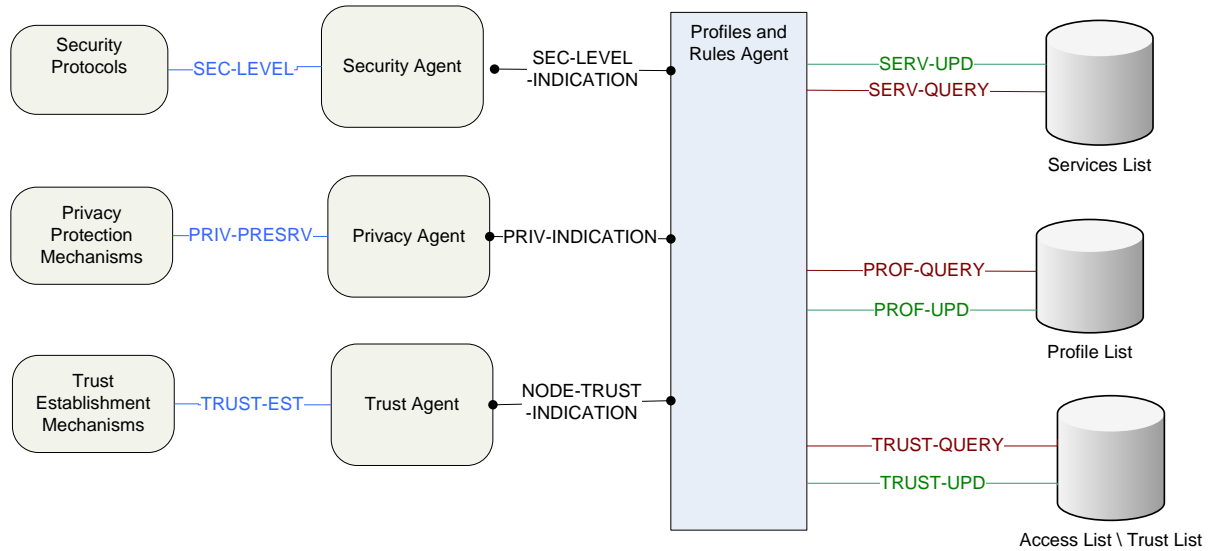 Security
Protocols
SEC-LEVEL
Security Agent
SEC-LEVEL
-INDICATION
Profiles and
Rules Agent
SERV-UPD
SERV-QUERY
Services List
Privacy
Protection
Mechanisms
PRIV-PRESRV
Privacy Agent
PRIV-INDICATION
PROF-QUERY
PROF-UPD
Profile List
Trust
Establishment
Mechanisms
TRUST-EST
Trust Agent
NODE-TRUST
-INDICATION
TRUST-QUERY
TRUST-UPD
Access List \ Trust List